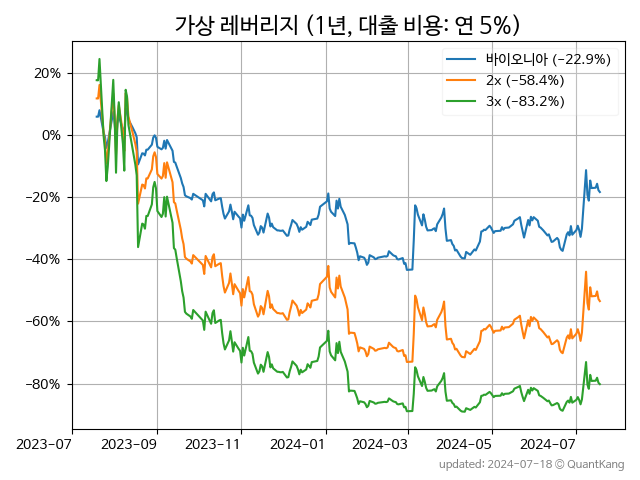 가상 레버리지 (1년, 대출 비용: 연 5%)
바이오니아 (−22.9%)
2x (−58.4%)
3x (−83.2%)
20%
0%
−20%
−40%
−60%
−80%
2023-07 2023-09 2023-11 2024-01 2024-03 2024-05 2024-07
updated: 2024-07-18 © QuantKang